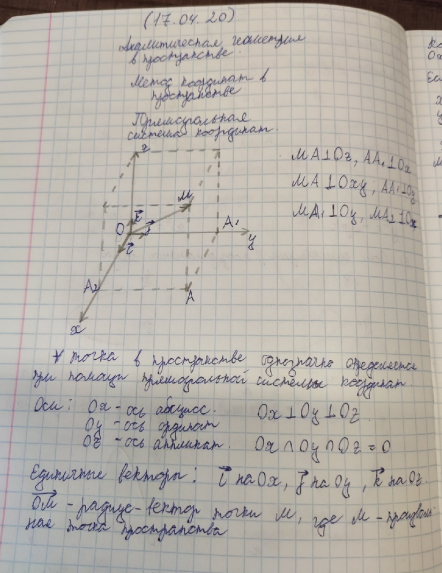 (17.04.20)
Аналитическая геометрия
в пространстве.
Метод координат в
пространстве
Прямоугольная
система координат
z
MA⊥Oz, AA₁⊥Ox
M
MA⊥Oxy, AA₁⊥Oz
k
MA₁⊥Oy, MA₂⊥Ox
O
A₁
y
i
A₂
A
x
∀ точка в пространстве однозначно определяется
при помощи прямоугольной системы координат
Оси: Ox - ось абсцисс. Ox⊥Oy⊥Oz.
Oy - ось ординат
Oz - ось аппликат. Ox∩Oy∩Oz=0
Единичные векторы: i на Ox, j на Oy, k на Oz
OM - радиус-вектор точки M, где M - произволь-
ная точка пространства